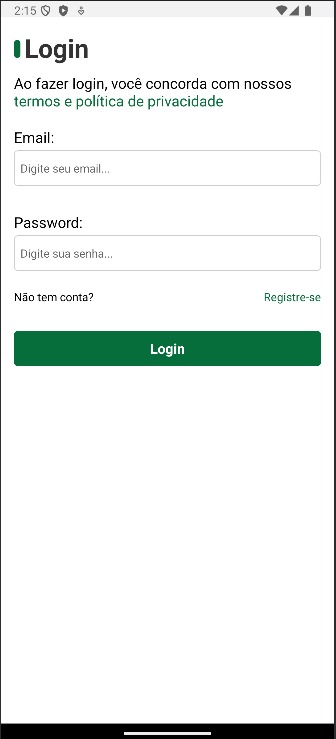 2:15
Login
Ao fazer login, você concorda com nossos
termos e política de privacidade
Email:
Digite seu email...
Password:
Digite sua senha...
Não tem conta? Registre-se
Login